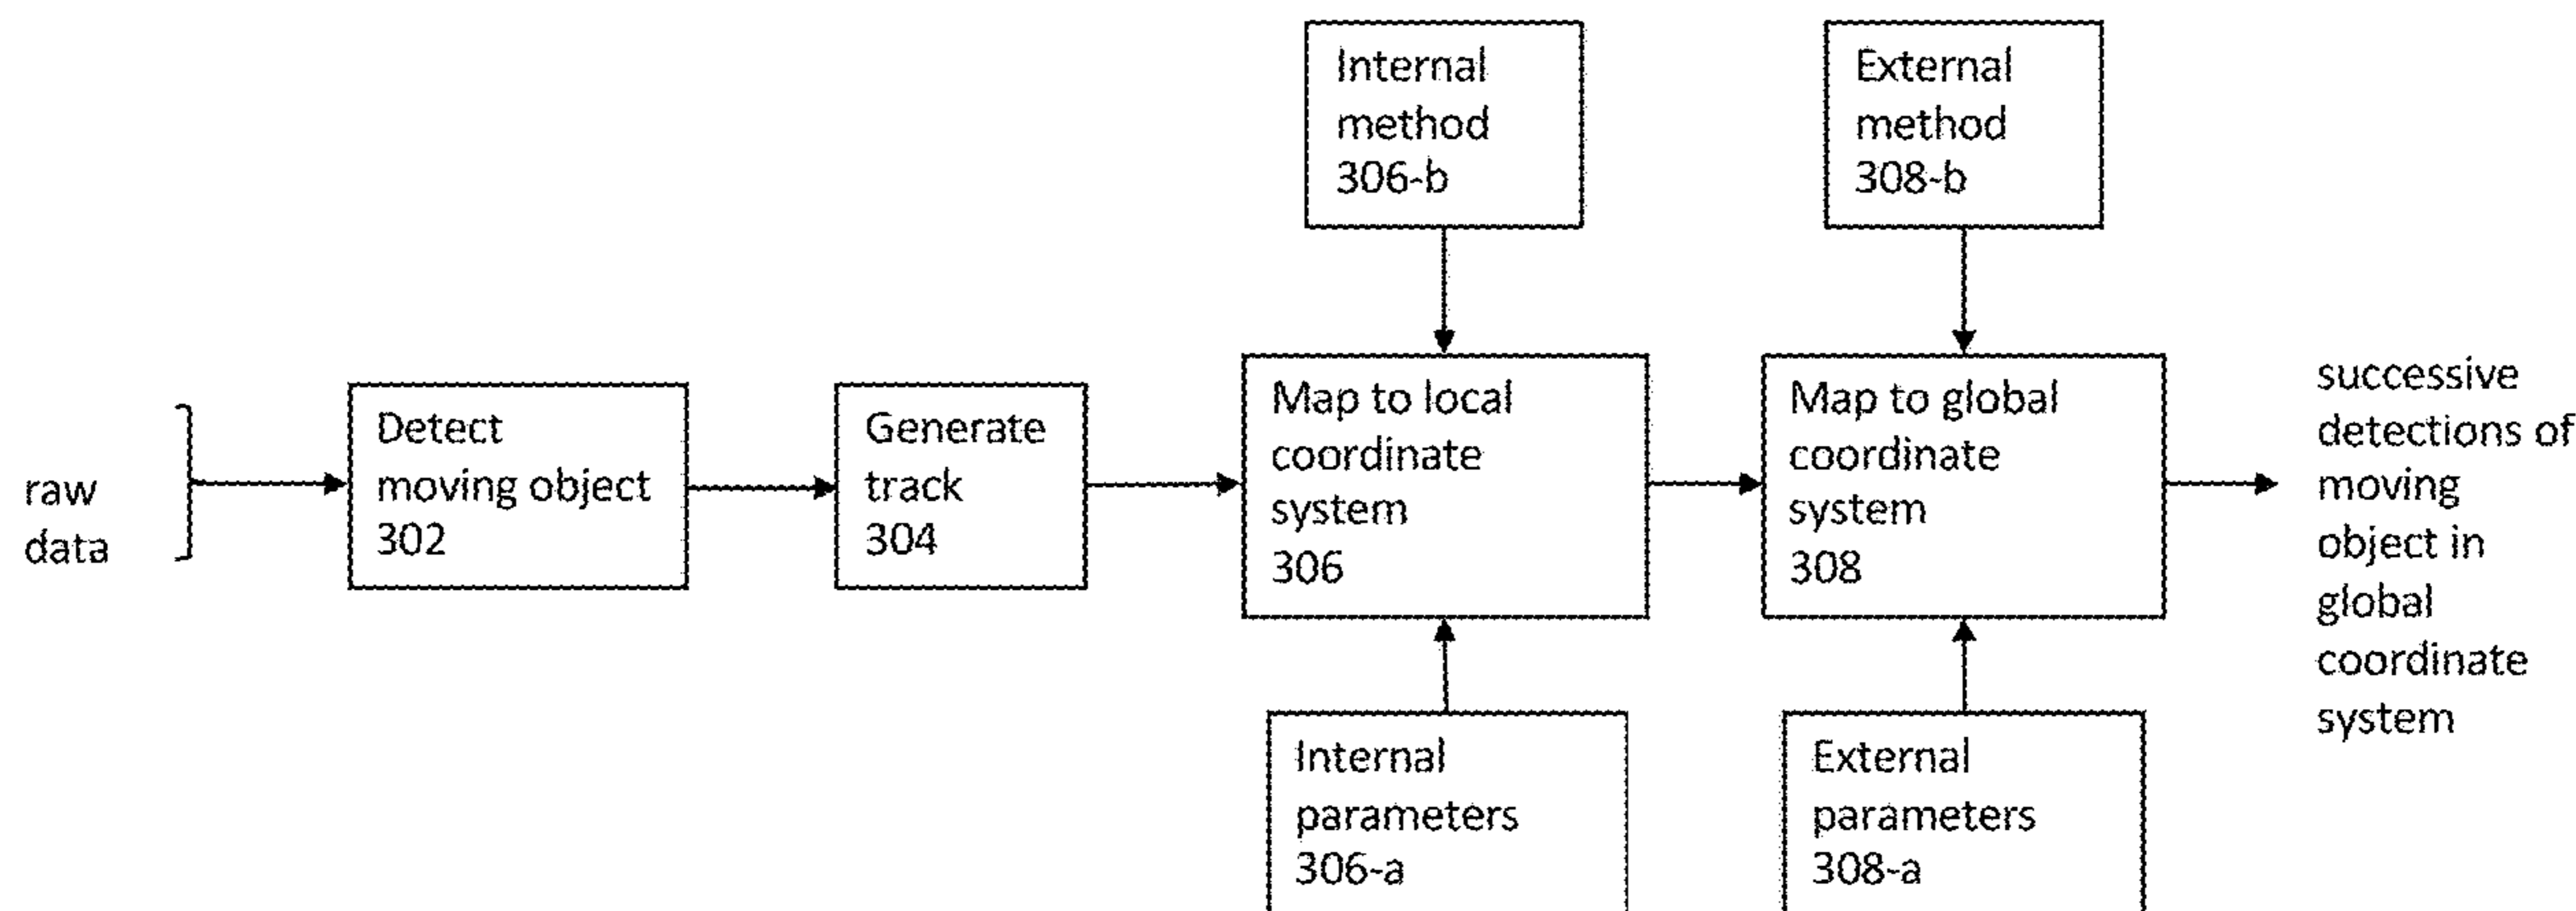 Internal
method
306-b
External
method
308-b
raw
data
Detect
moving object
302
Generate
track
304
Map to local
coordinate
system
306
Map to global
coordinate
system
308
successive
detections of
moving
object in
global
coordinate
system
Internal
parameters
306-a
External
parameters
308-a